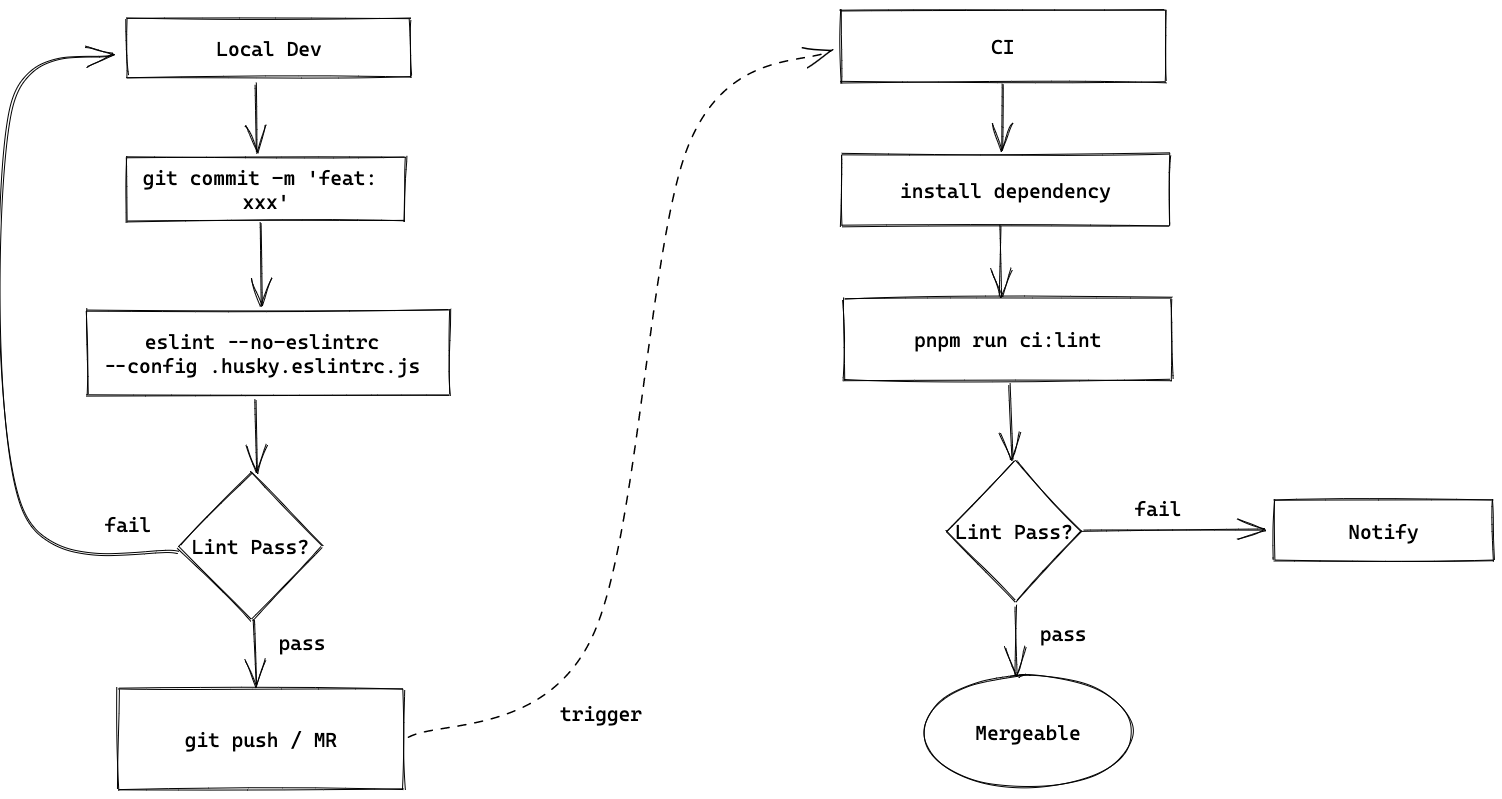 Local Dev
git commit -m 'feat:
xxx'
eslint --no-eslintrc
--config .husky.eslintrc.js
Lint Pass?
fail
pass
git push / MR
trigger
CI
install dependency
pnpm run ci:lint
Lint Pass?
fail
Notify
pass
Mergeable